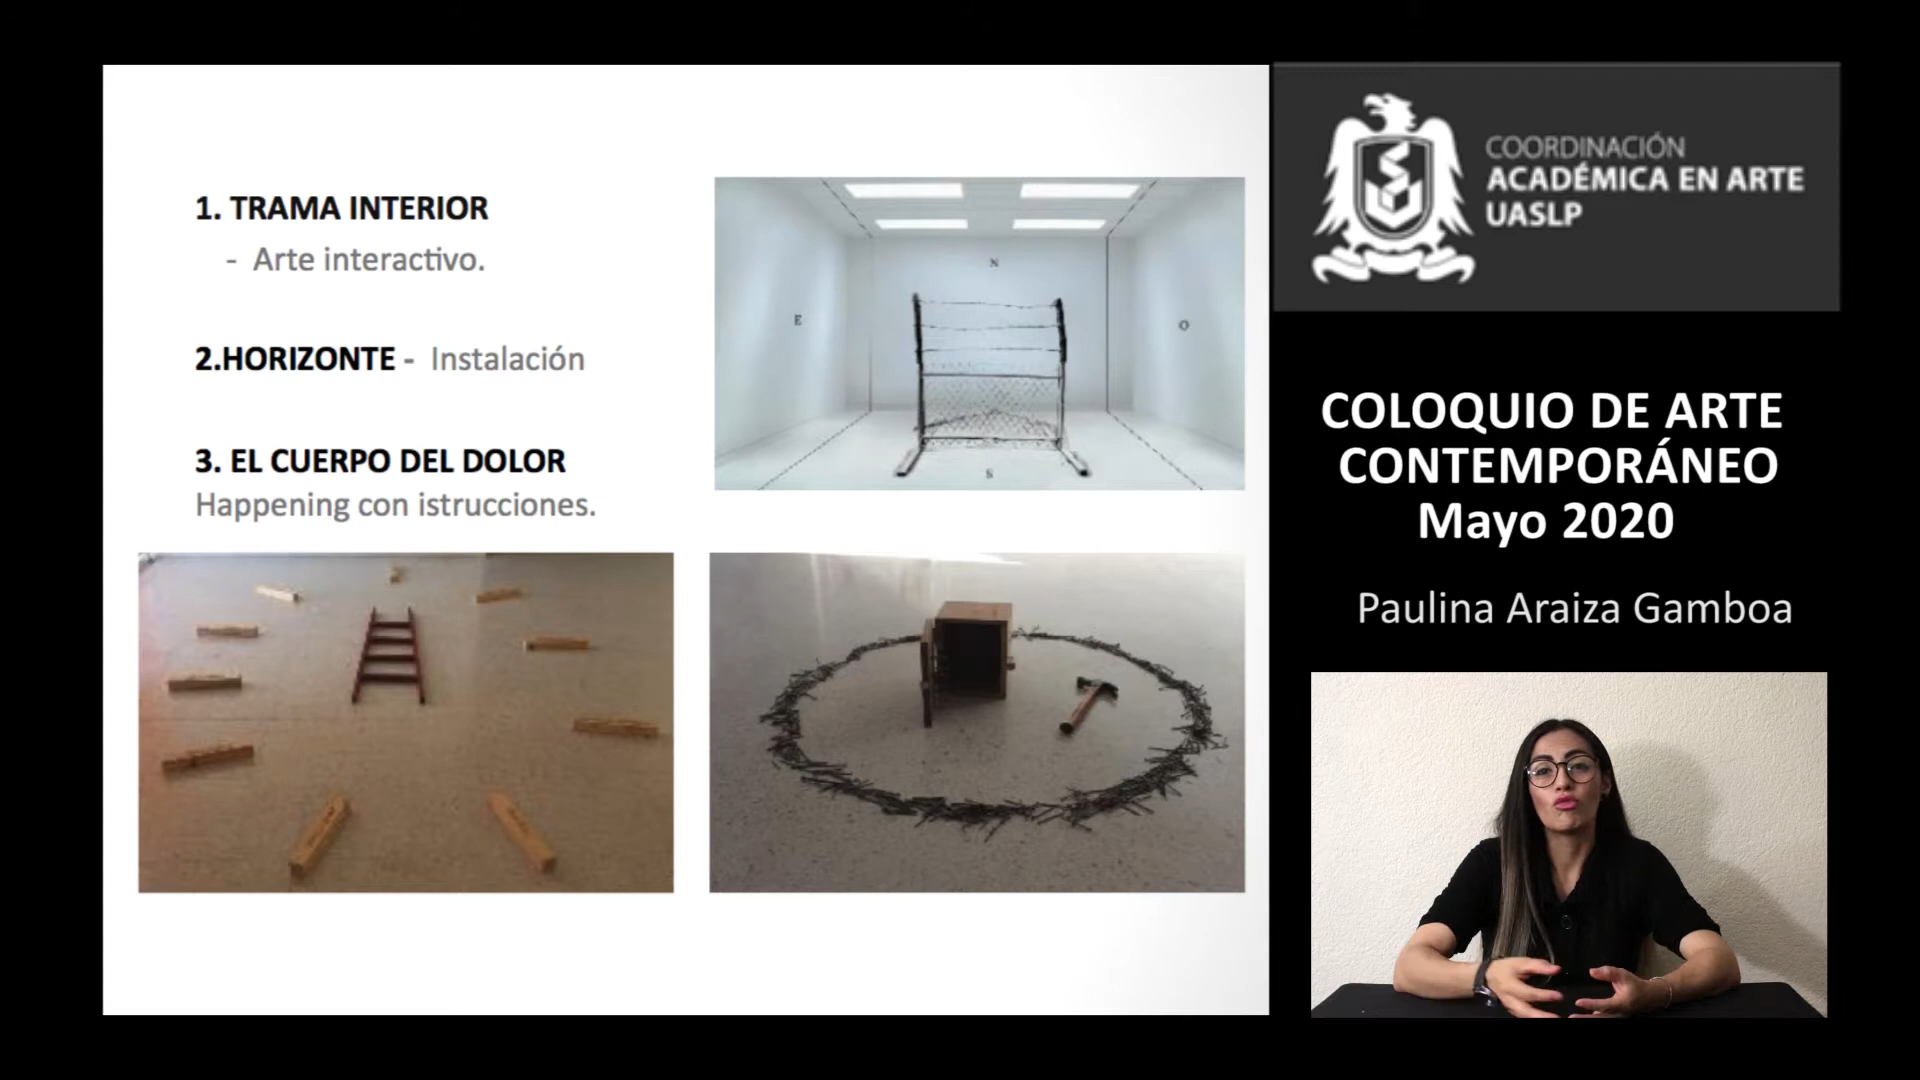 1. TRAMA INTERIOR
- Arte interactivo.
2.HORIZONTE - Instalación
3. EL CUERPO DEL DOLOR
Happening con istrucciones.
N
E
O
S
COORDINACIÓN
ACADÉMICA EN ARTE
UASLP
COLOQUIO DE ARTE
CONTEMPORÁNEO
Mayo 2020
Paulina Araiza Gamboa